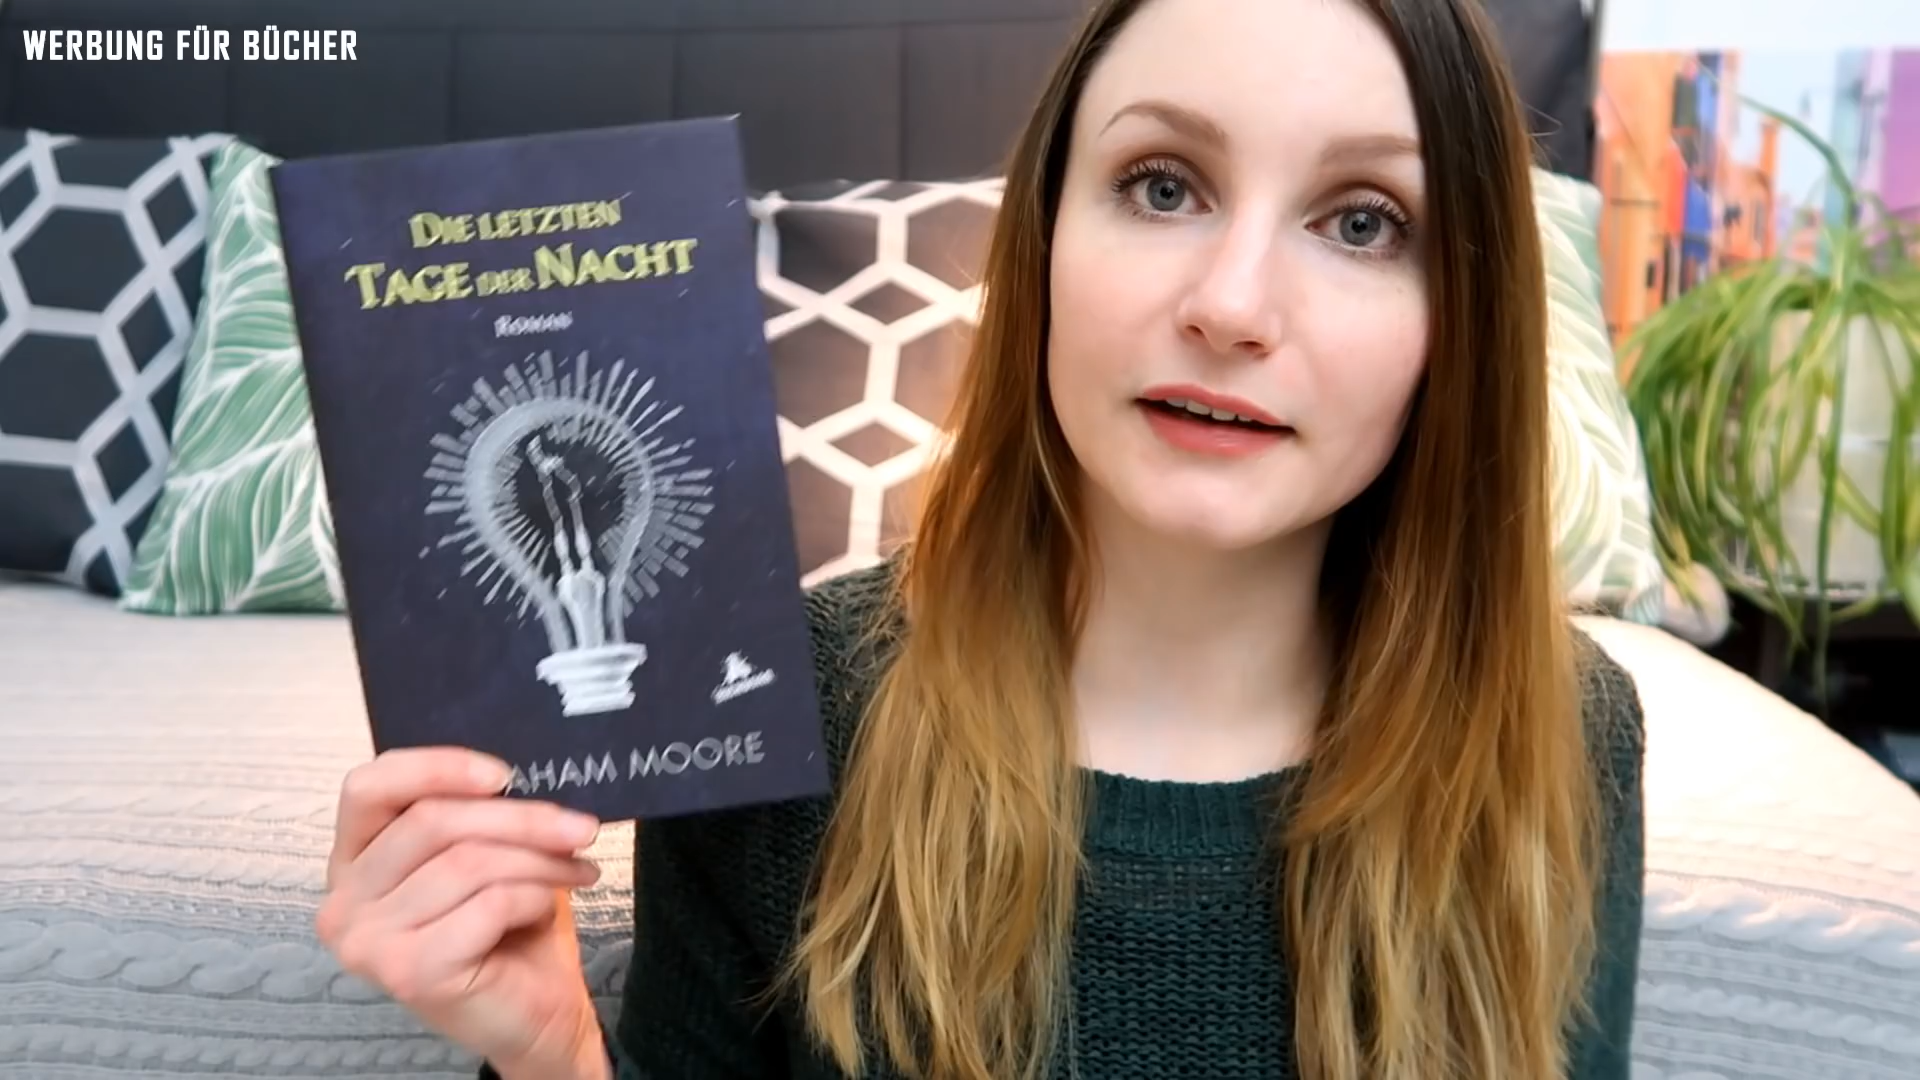 WERBUNG FÜR BÜCHER
DIE LETZTEN
TAGE DER NACHT
ROMAN
AHAM MOORE